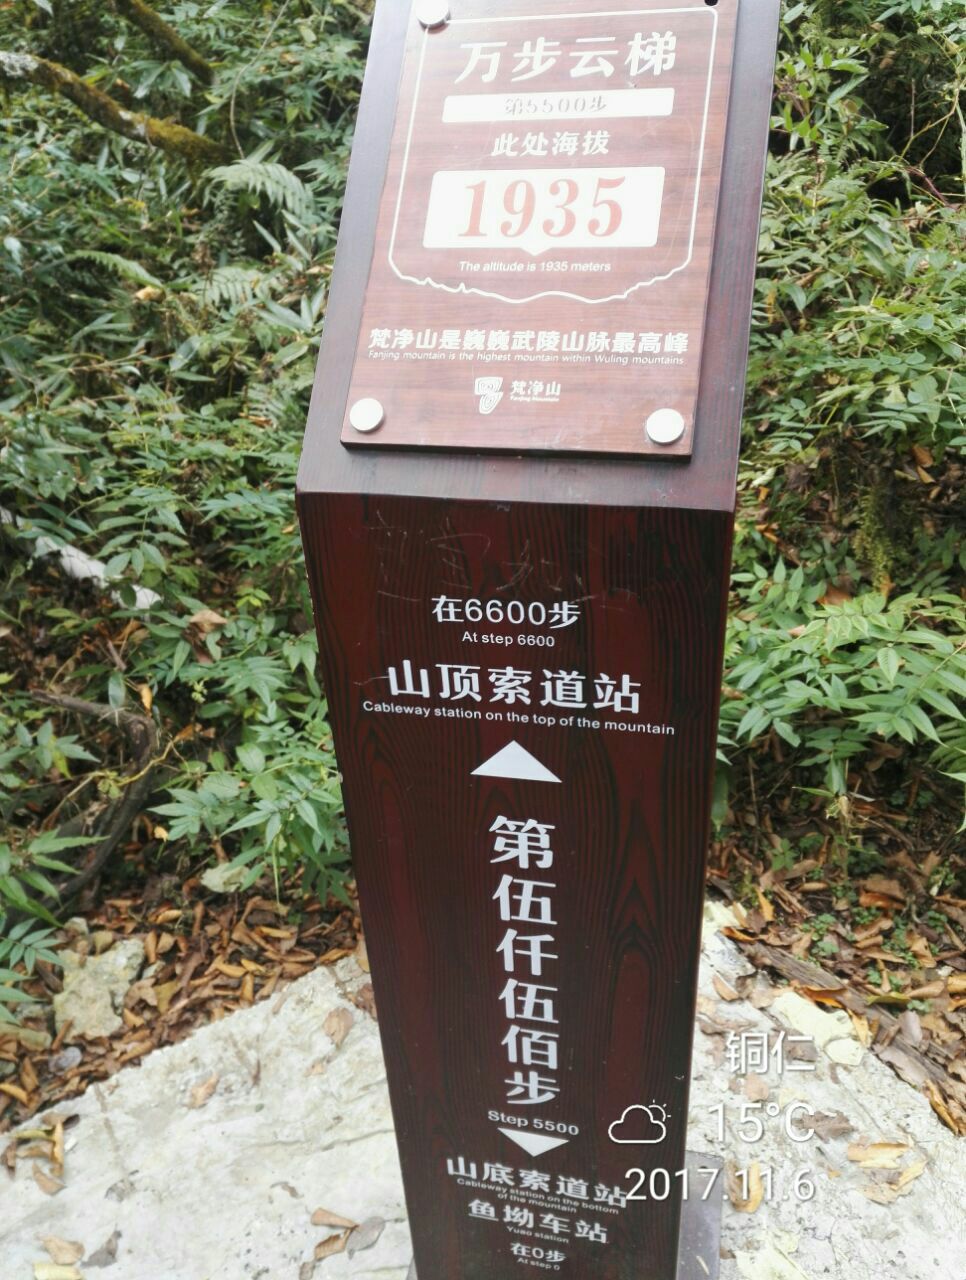 万步云梯
第5500步
此处海拔
1935
The altitude is 1935 meters
梵净山是巍巍武陵山脉最高峰
Fanjing mountain is the highest mountain within Wuling mountains
梵净山
Fanjing Mountain
在6600步
At step 6600
山顶索道站
Cableway station on the top of the mountain
第伍仟伍佰步
Step 5500
山底索道站
Cableway station on the bottom
of the mountain
鱼坳车站
Yuao station
在0步
At step 0
铜仁
15°C
2017.11.6